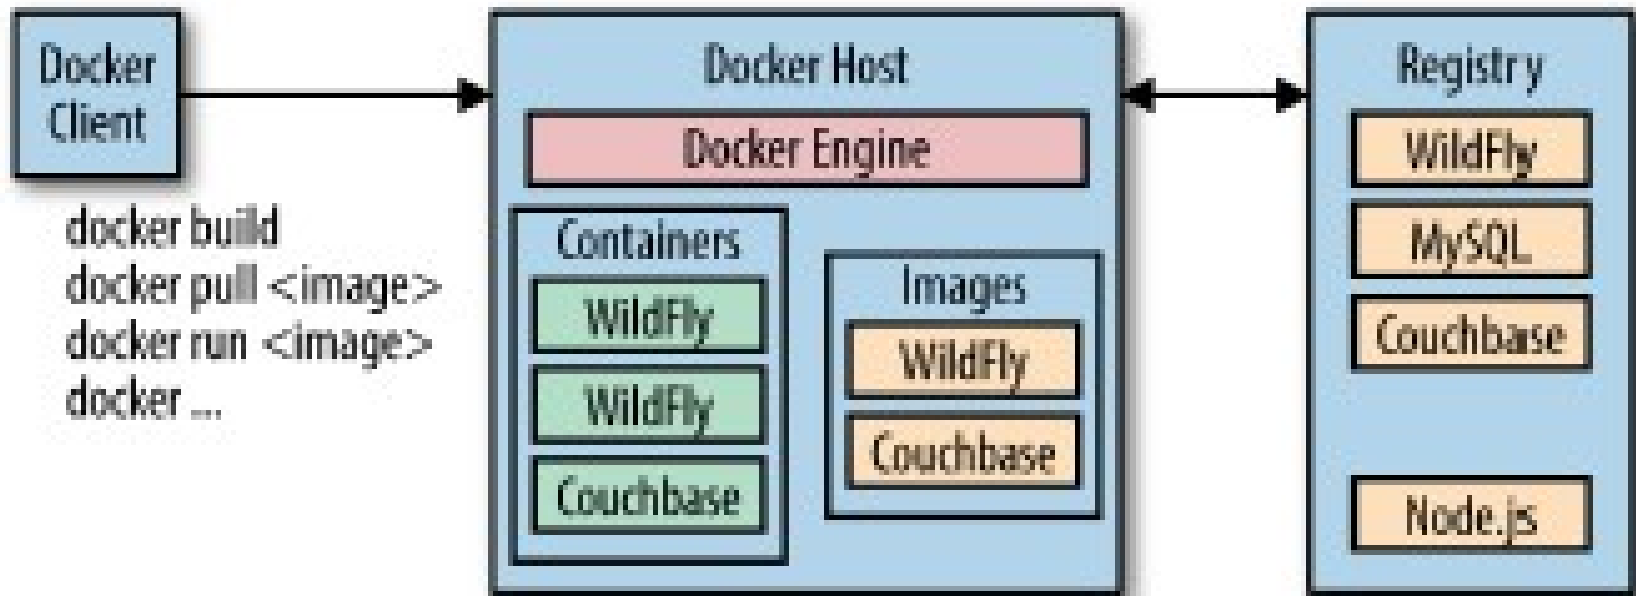 Docker
Client
docker build
docker pull <image>
docker run <image>
docker ...
Docker Host
Docker Engine
Containers
WildFly
WildFly
Couchbase
Images
WildFly
Couchbase
Registry
WildFly
MySQL
Couchbase
Node.js